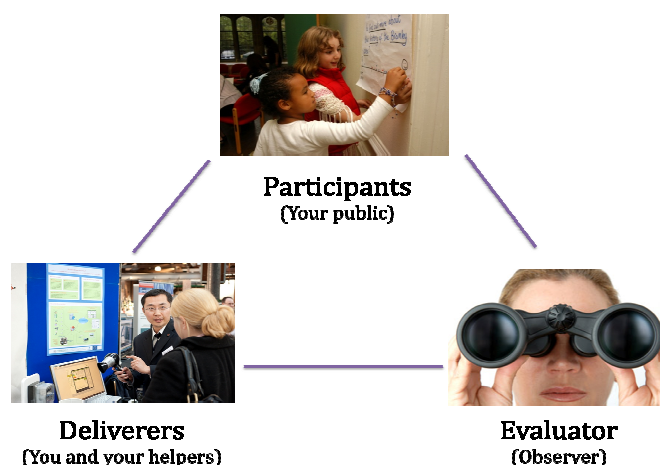 Participants
(Your public)
Deliverers
(You and your helpers)
Evaluator
(Observer)